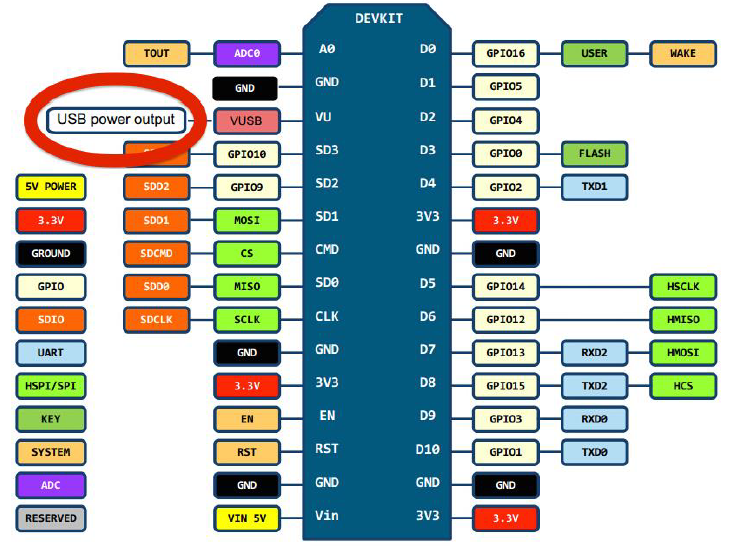 DEVKIT
TOUT ADC0 A0 D0 GPIO16 USER WAKE
GND GND D1 GPIO5
USB power output VUSB VU D2 GPIO4
GPIO10 SD3 D3 GPIO0 FLASH
5V POWER SDD2 GPIO9 SD2 D4 GPIO2 TXD1
3.3V SDD1 MOSI SD1 3V3 3.3V
GROUND SDCMD CS CMD GND GND
GPIO SDD0 MISO SD0 D5 GPIO14 HSCLK
SDIO SDCLK SCLK CLK D6 GPIO12 HMISO
UART GND GND D7 GPIO13 RXD2 HMOSI
HSPI/SPI 3.3V 3V3 D8 GPIO15 TXD2 HCS
KEY EN EN D9 GPIO3 RXD0
SYSTEM RST RST D10 GPIO1 TXD0
ADC GND GND GND GND
RESERVED VIN 5V Vin 3V3 3.3V